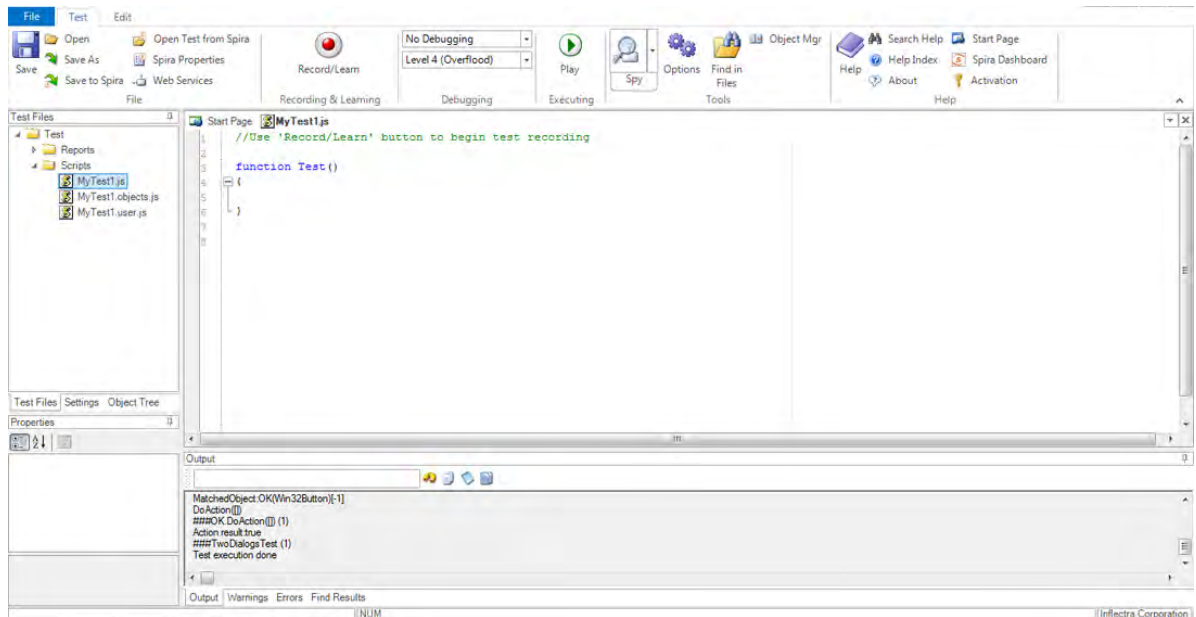 File Test Edit
Open
Save As
Save to Spira
Save
Open Test from Spira
Spira Properties
Web Services
File
Record/Learn
Recording & Learning
No Debugging
Level 4 (Overflood)
Debugging
Play
Executing
Spy
Options
Find in
Files
Object Mgr
Tools
Help
Search Help
Help Index
About
Start Page
Spira Dashboard
Activation
Help
Test Files
Test
Reports
Scripts
MyTest1.js
MyTest1.objects.js
MyTest1.user.js
Test Files Settings Object Tree
Properties
Start Page MyTest1.js
1 //Use 'Record/Learn' button to begin test recording
2
3 function Test()
4 {
5
6 }
7
8
Output
MatchedObject:OK(Win32Button)[-1]
DoAction([])
###OK.DoAction([]) (1)
Action result:true
###TwoDialogsTest (1)
Test execution done
Output Warnings Errors Find Results
NUM
Inflectra Corporation